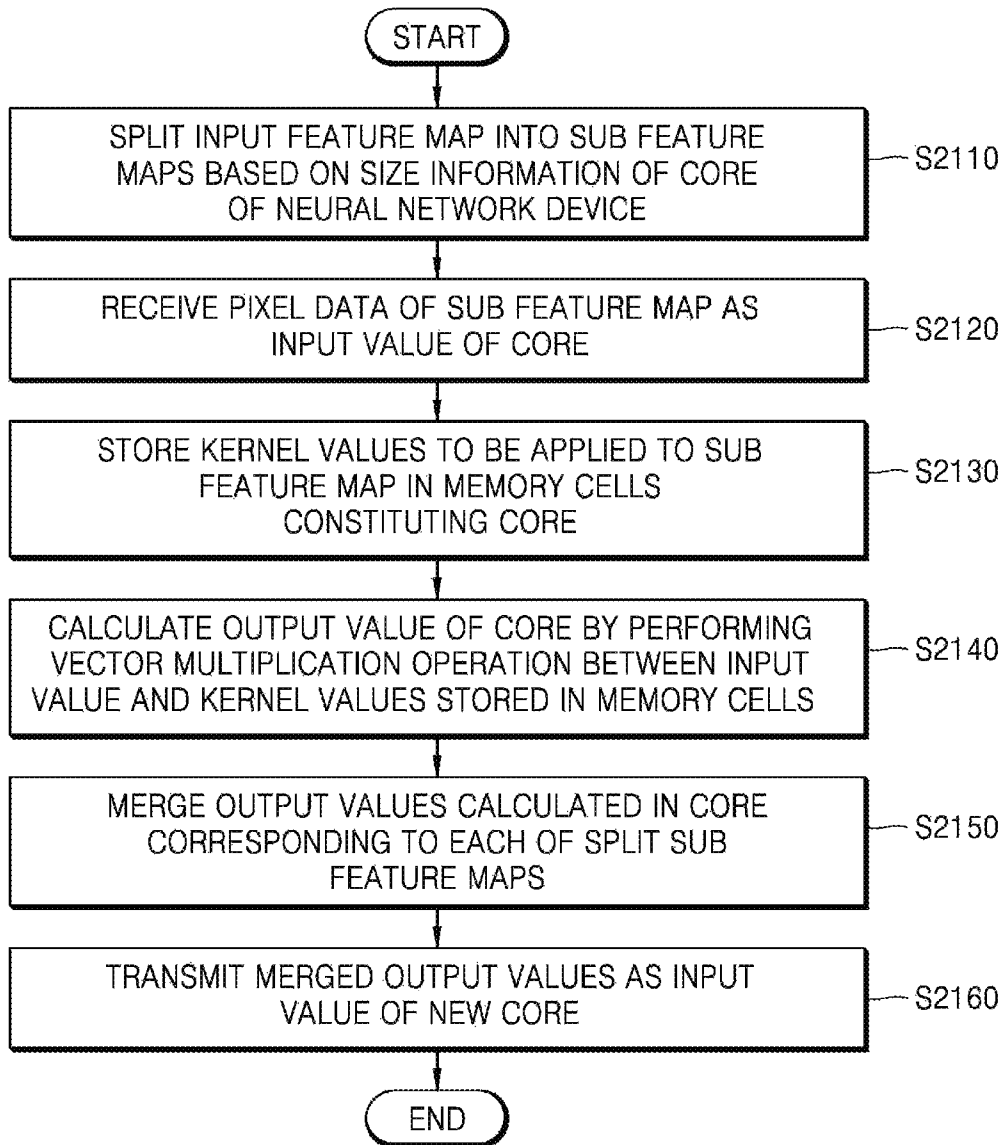 START
SPLIT INPUT FEATURE MAP INTO SUB FEATURE
MAPS BASED ON SIZE INFORMATION OF CORE
OF NEURAL NETWORK DEVICE
S2110
RECEIVE PIXEL DATA OF SUB FEATURE MAP AS
INPUT VALUE OF CORE
S2120
STORE KERNEL VALUES TO BE APPLIED TO SUB
FEATURE MAP IN MEMORY CELLS
CONSTITUTING CORE
S2130
CALCULATE OUTPUT VALUE OF CORE BY PERFORMING
VECTOR MULTIPLICATION OPERATION BETWEEN INPUT
VALUE AND KERNEL VALUES STORED IN MEMORY CELLS
S2140
MERGE OUTPUT VALUES CALCULATED IN CORE
CORRESPONDING TO EACH OF SPLIT SUB
FEATURE MAPS
S2150
TRANSMIT MERGED OUTPUT VALUES AS INPUT
VALUE OF NEW CORE
S2160
END